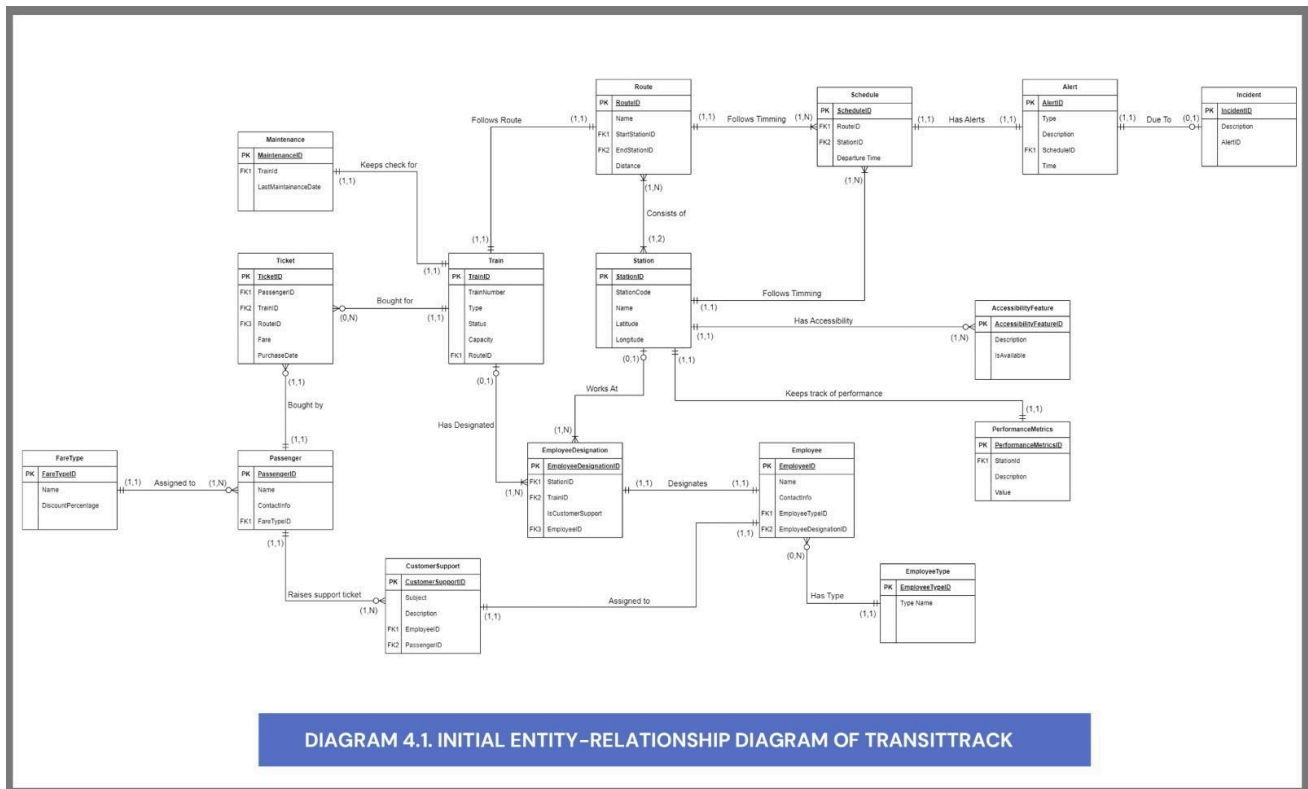 Route
PK RouteID
Name
FK1 StartStationID
FK2 EndStationID
Distance
Schedule
PK ScheduleID
FK1 RouteID
FK2 StationID
Departure Time
Alert
PK AlertID
Type
Description
FK1 ScheduleID
Time
Incident
PK IncidentID
Description
AlertID
Follows Route
(1,1)
(1,1)
Follows Timming
(1,N)
(1,1)
Has Alerts
(1,1)
(1,1)
Due To
(0,1)
Maintenance
PK MaintenanceID
FK1 TrainId
LastMaintainanceDate
Keeps check for
(1,1)
(1,N)
(1,N)
Consists of
(1,1)
(1,1)
(1,2)
Ticket
PK TicketID
FK1 PassengerID
FK2 TrainID
FK3 RouteID
Fare
PurchaseDate
Bought for
(0,N)
(1,1)
Train
PK TrainID
TrainNumber
Type
Status
Capacity
FK1 RouteID
Station
PK StationID
StationCode
Name
Latitude
Longitude
Follows Timming
(1,1)
Has Accessibility
(1,1)
(1,N)
AccessibilityFeature
PK AccessibilityFeatureID
Description
IsAvailable
(0,1)
(0,1)
(1,1)
(1,1)
Bought by
(1,1)
Works At
Keeps track of performance
Has Designated
(1,N)
(1,N)
(1,1)
PerformanceMetrics
PK PerformanceMetricsID
FK1 StationId
Description
Value
FareType
PK FareTypeID
Name
DiscountPercentage
(1,1)
Assigned to
(1,N)
Passenger
PK PassengerID
Name
ContactInfo
FK1 FareTypeID
(1,1)
EmployeeDesignation
PK EmployeeDesignationID
FK1 StationID
FK2 TrainID
IsCustomerSupport
FK3 EmployeeID
(1,1)
Designates
(1,1)
Employee
PK EmployeeID
Name
ContactInfo
FK1 EmployeeTypeID
FK2 EmployeeDesignationID
(1,1)
(0,N)
Has Type
(1,1)
EmployeeType
PK EmployeeTypeID
Type Name
Raises support ticket
(1,N)
CustomerSupport
PK CustomerSupportID
Subject
Description
FK1 EmployeeID
FK2 PassengerID
(1,1)
Assigned to
DIAGRAM 4.1. INITIAL ENTITY-RELATIONSHIP DIAGRAM OF TRANSITTRACK